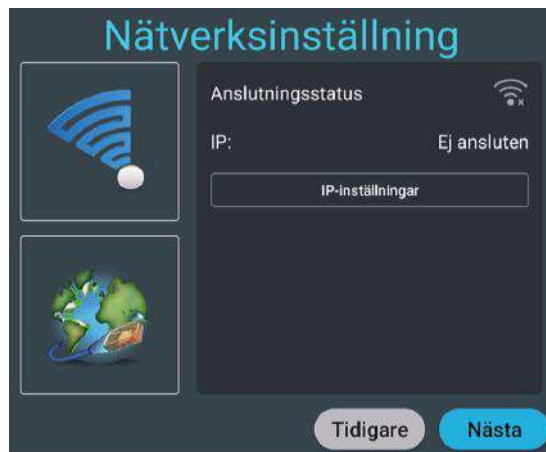 Nätverksinställning
Anslutningsstatus
IP: Ej ansluten
IP-inställningar
Tidigare Nästa